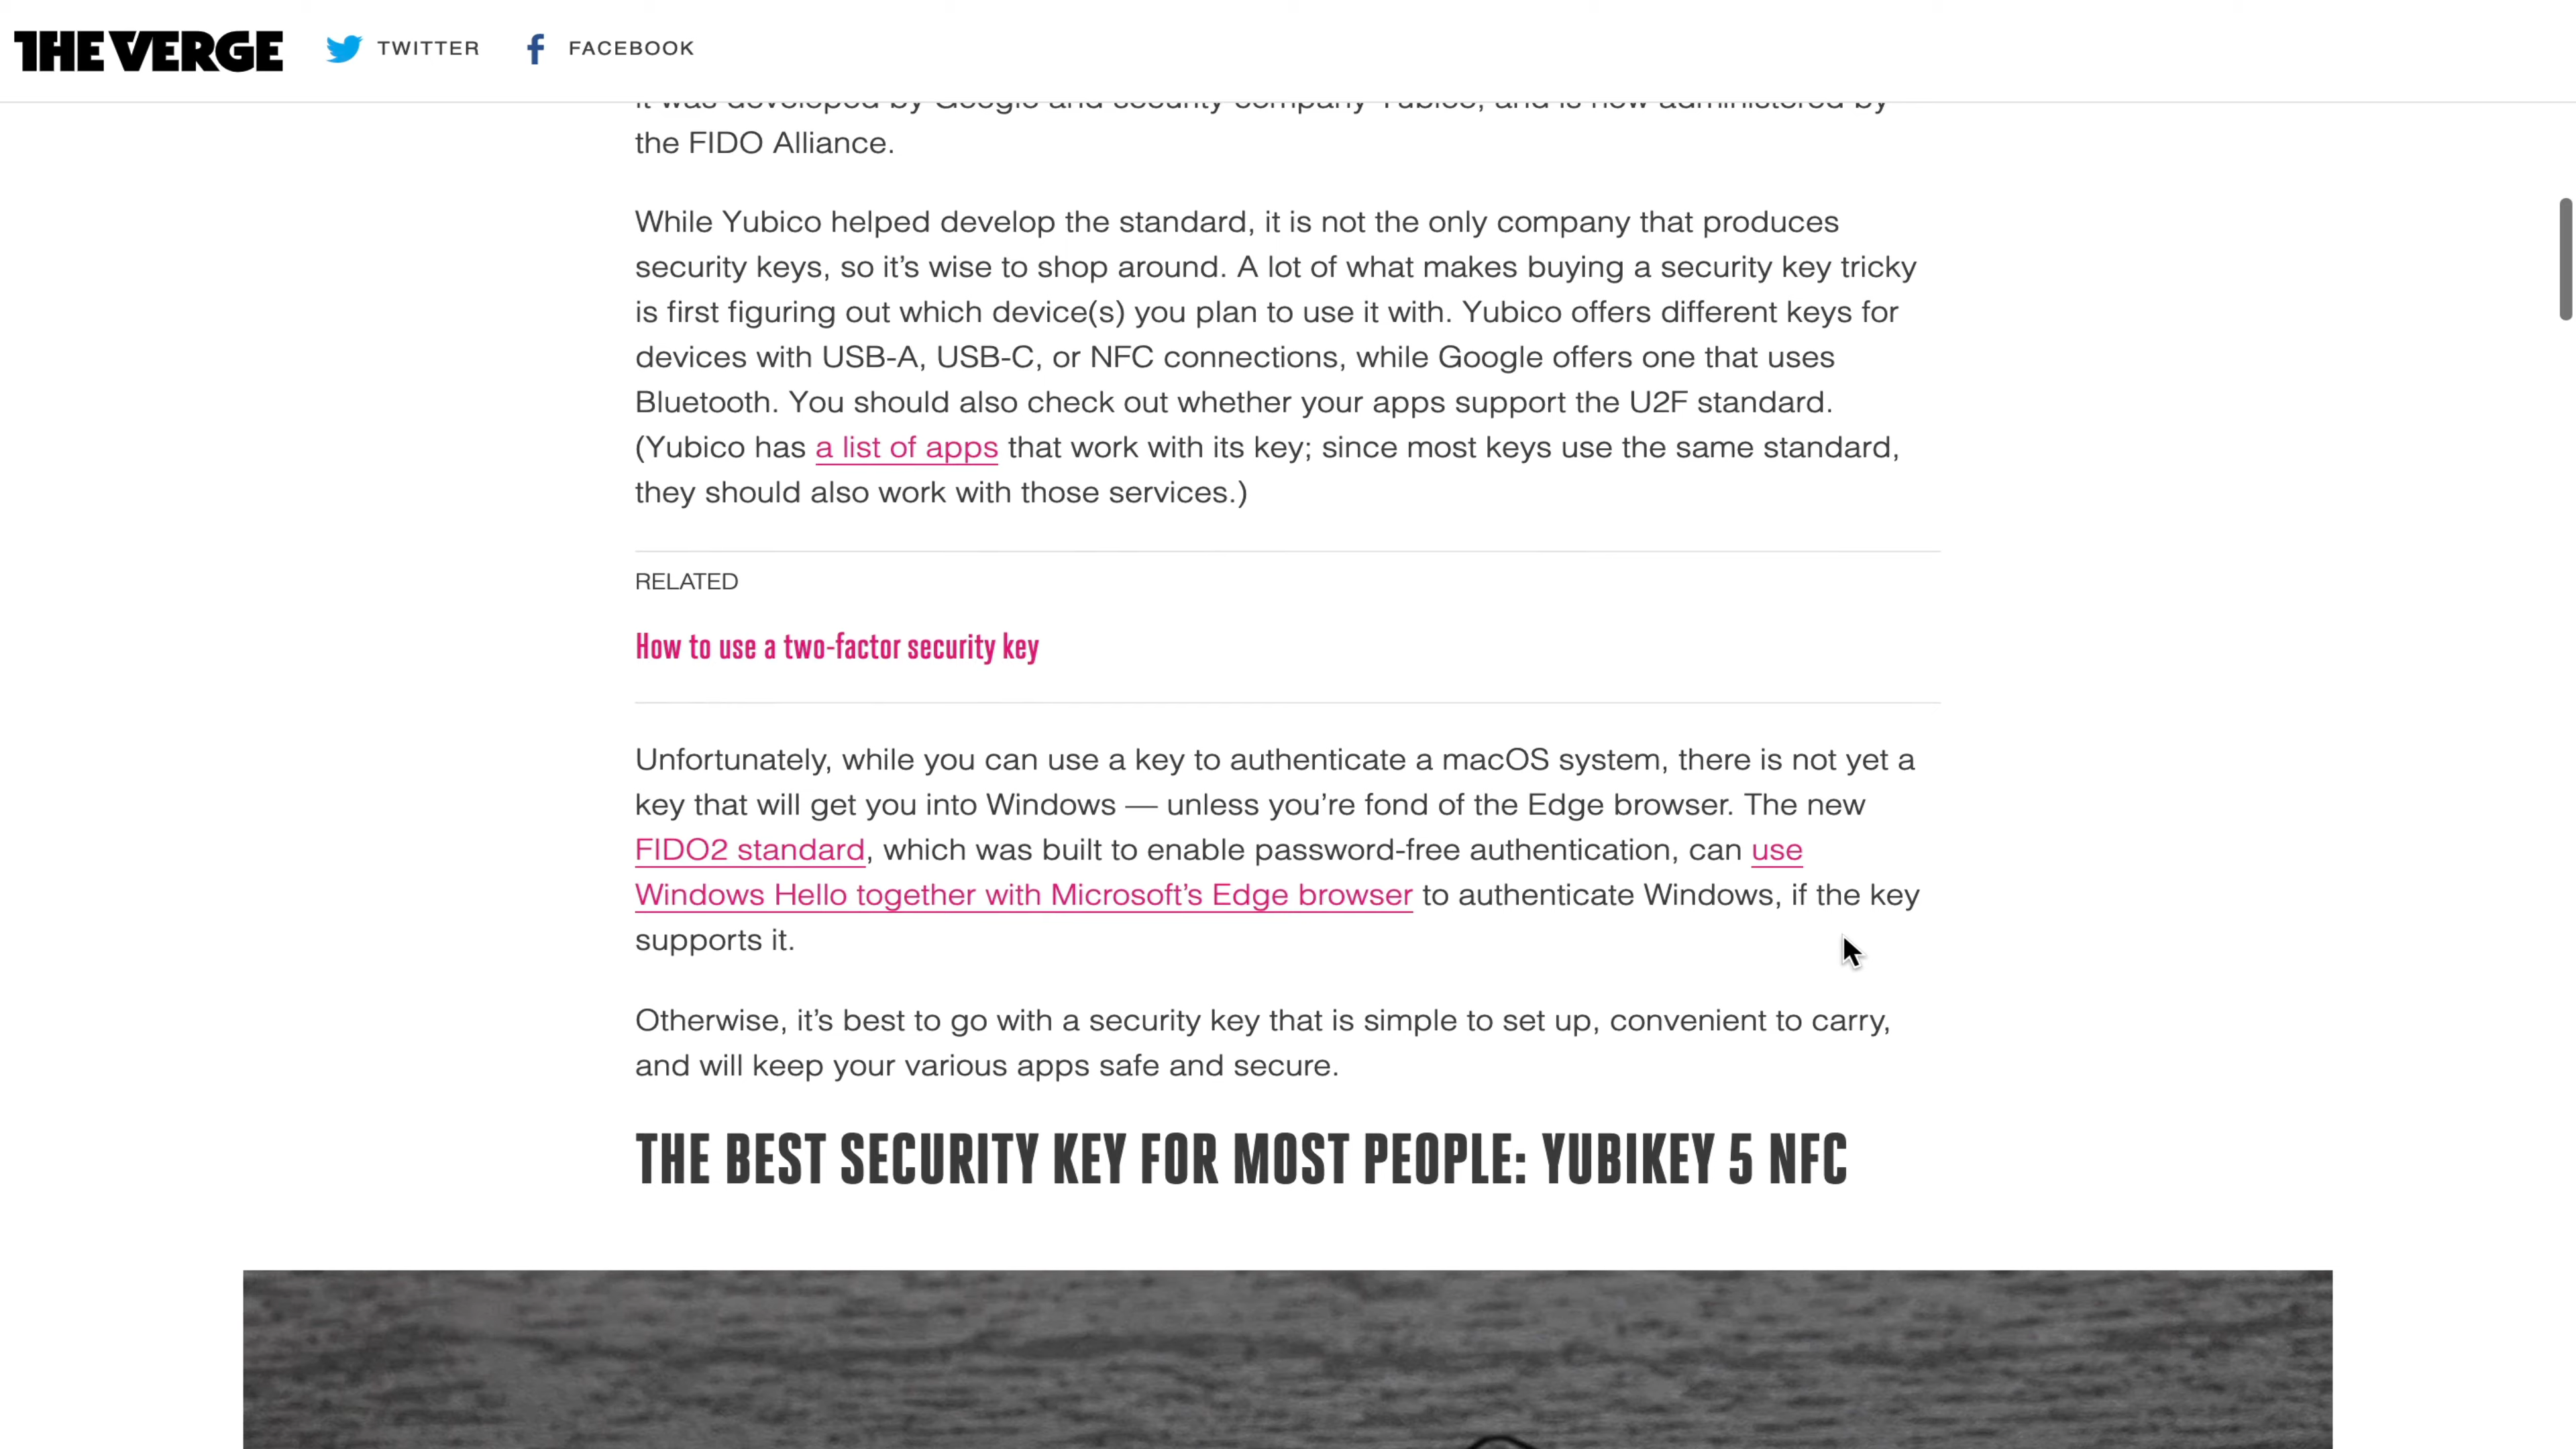 THE VERGE
TWITTER
FACEBOOK
it was developed by Google and security company Yubico, and is now administered by
the FIDO Alliance.
While Yubico helped develop the standard, it is not the only company that produces
security keys, so it’s wise to shop around. A lot of what makes buying a security key tricky
is first figuring out which device(s) you plan to use it with. Yubico offers different keys for
devices with USB-A, USB-C, or NFC connections, while Google offers one that uses
Bluetooth. You should also check out whether your apps support the U2F standard.
(Yubico has a list of apps that work with its key; since most keys use the same standard,
they should also work with those services.)
RELATED
How to use a two-factor security key
Unfortunately, while you can use a key to authenticate a macOS system, there is not yet a
key that will get you into Windows — unless you’re fond of the Edge browser. The new
FIDO2 standard, which was built to enable password-free authentication, can use
Windows Hello together with Microsoft’s Edge browser to authenticate Windows, if the key
supports it.
Otherwise, it’s best to go with a security key that is simple to set up, convenient to carry,
and will keep your various apps safe and secure.
THE BEST SECURITY KEY FOR MOST PEOPLE: YUBIKEY 5 NFC